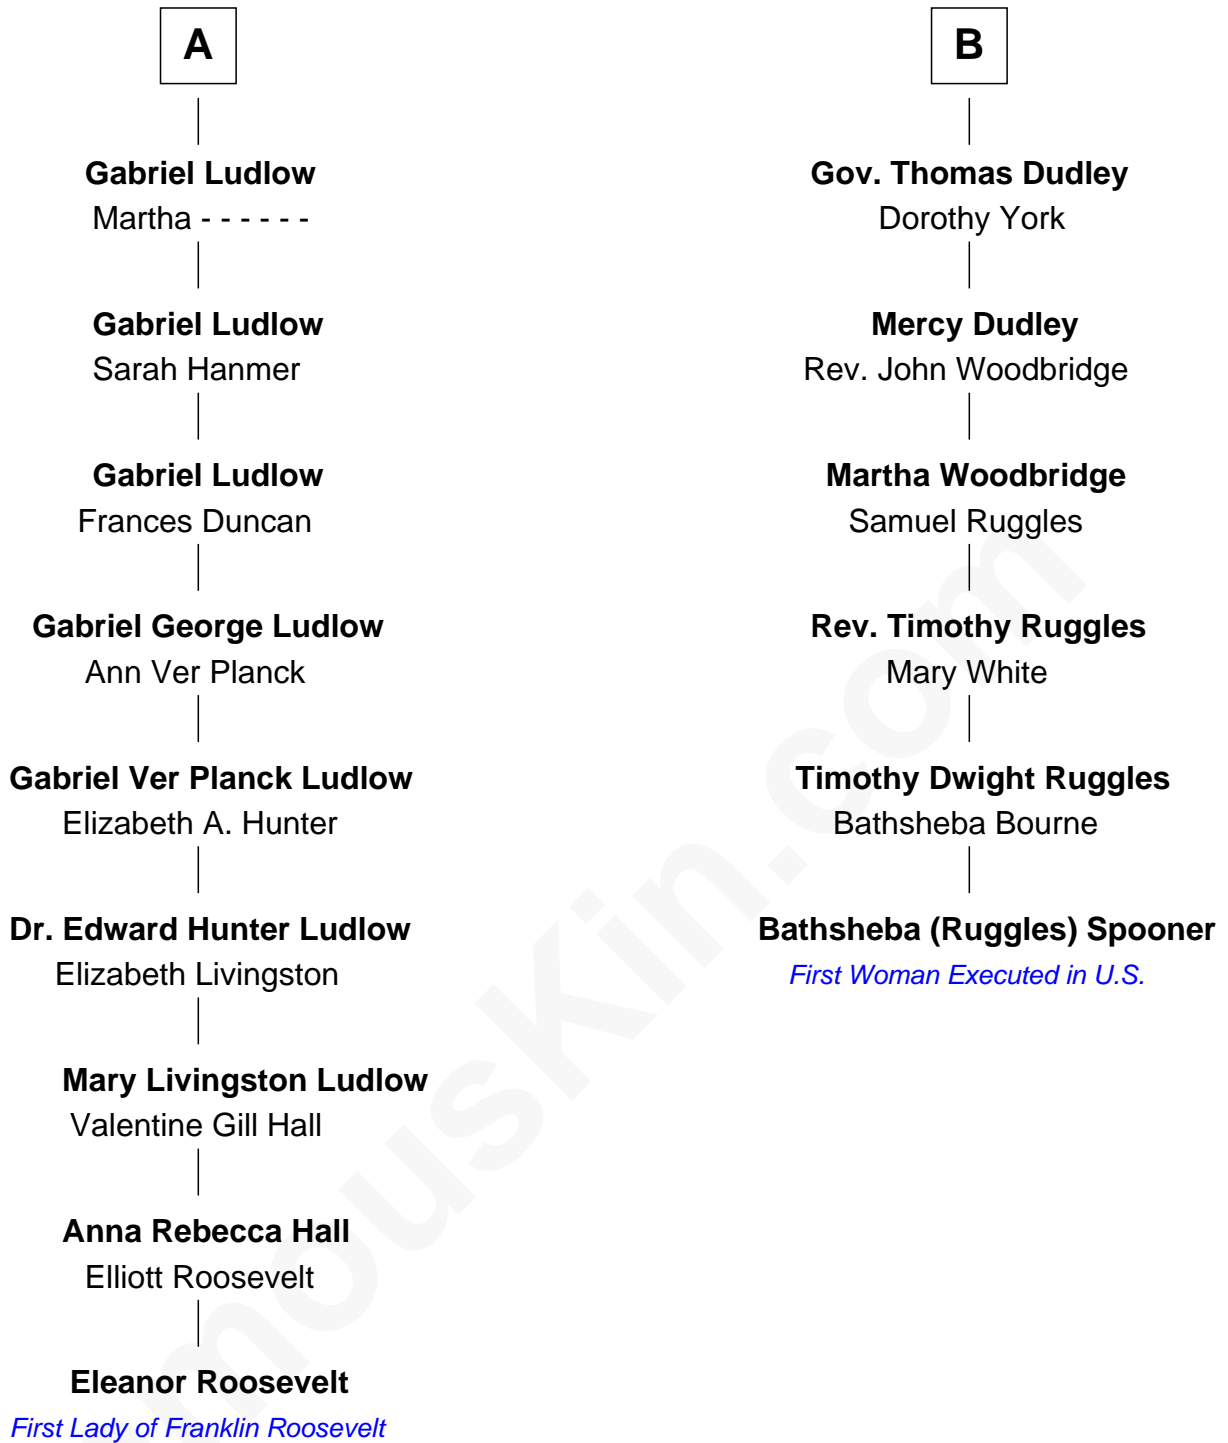 A
Gabriel Ludlow
Martha - - - - - -
Gabriel Ludlow
Sarah Hanmer
Gabriel Ludlow
Frances Duncan
Gabriel George Ludlow
Ann Ver Planck
Gabriel Ver Planck Ludlow
Elizabeth A. Hunter
Dr. Edward Hunter Ludlow
Elizabeth Livingston
Mary Livingston Ludlow
Valentine Gill Hall
Anna Rebecca Hall
Elliott Roosevelt
Eleanor Roosevelt
First Lady of Franklin Roosevelt
B
Gov. Thomas Dudley
Dorothy York
Mercy Dudley
Rev. John Woodbridge
Martha Woodbridge
Samuel Ruggles
Rev. Timothy Ruggles
Mary White
Timothy Dwight Ruggles
Bathsheba Bourne
Bathsheba (Ruggles) Spooner
First Woman Executed in U.S.
mouskin.com